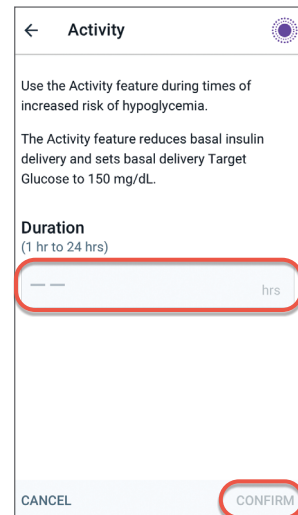 Activity
Use the Activity feature during times of
increased risk of hypoglycemia.
The Activity feature reduces basal insulin
delivery and sets basal delivery Target
Glucose to 150 mg/dL.
Duration
(1 hr to 24 hrs)
— — hrs
CANCEL CONFIRM